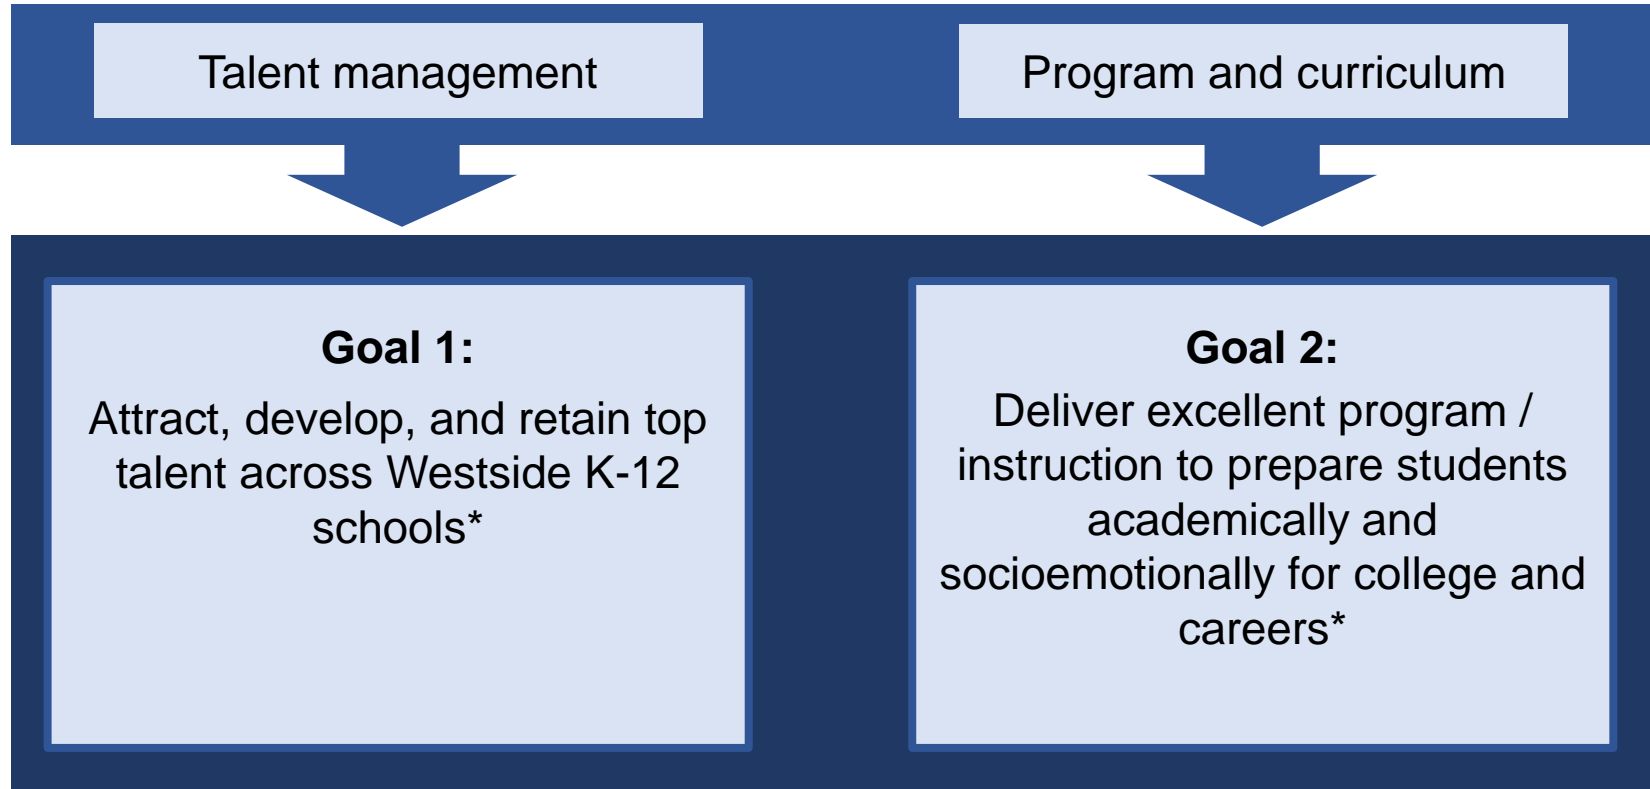 Talent management
Program and curriculum
Goal 1:
Attract, develop, and retain top
talent across Westside K-12
schools*
Goal 2:
Deliver excellent program /
instruction to prepare students
academically and
socioemotionally for college and
careers*